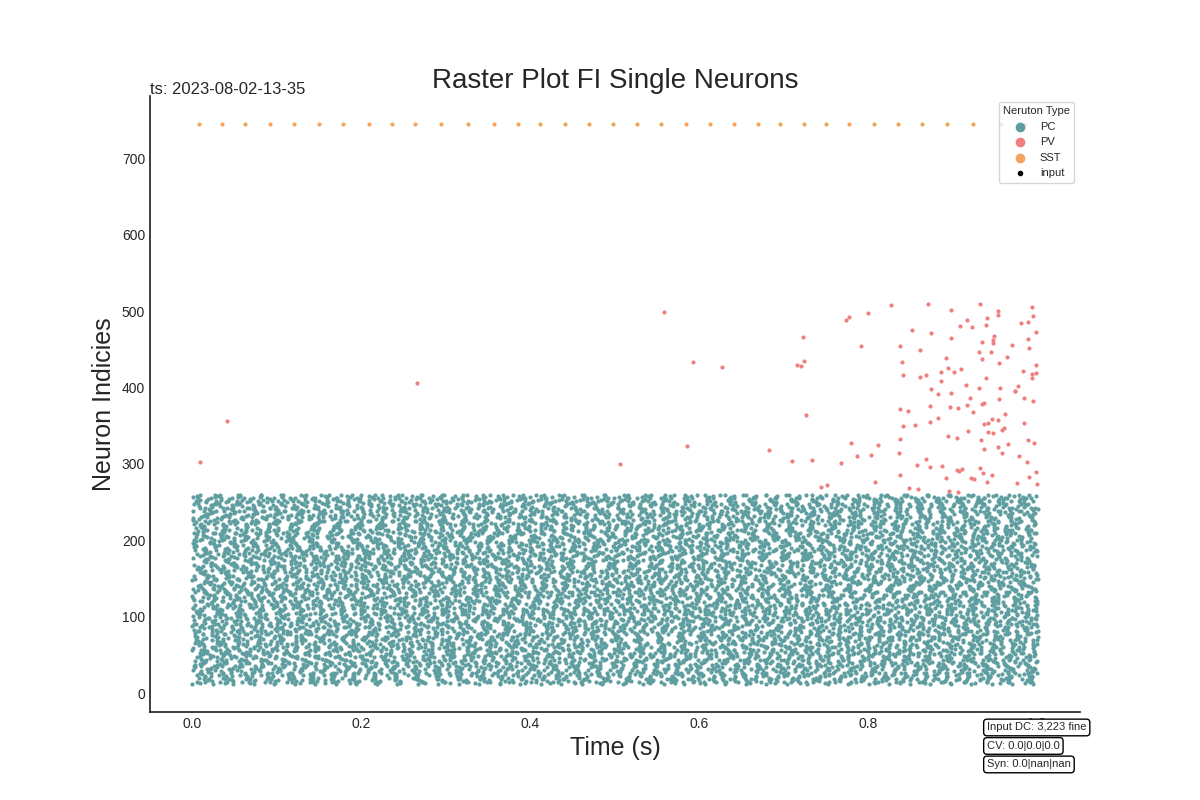 Raster Plot FI Single Neurons
ts: 2023-08-02-13-35
Neruton Type
PC
PV
SST
input
Neuron Indicies
700
600
500
400
300
200
100
0
0.0 0.2 0.4 0.6 0.8
Time (s)
Input DC: 3,223 fine
CV: 0.0|0.0|0.0
Syn: 0.0|nan|nan